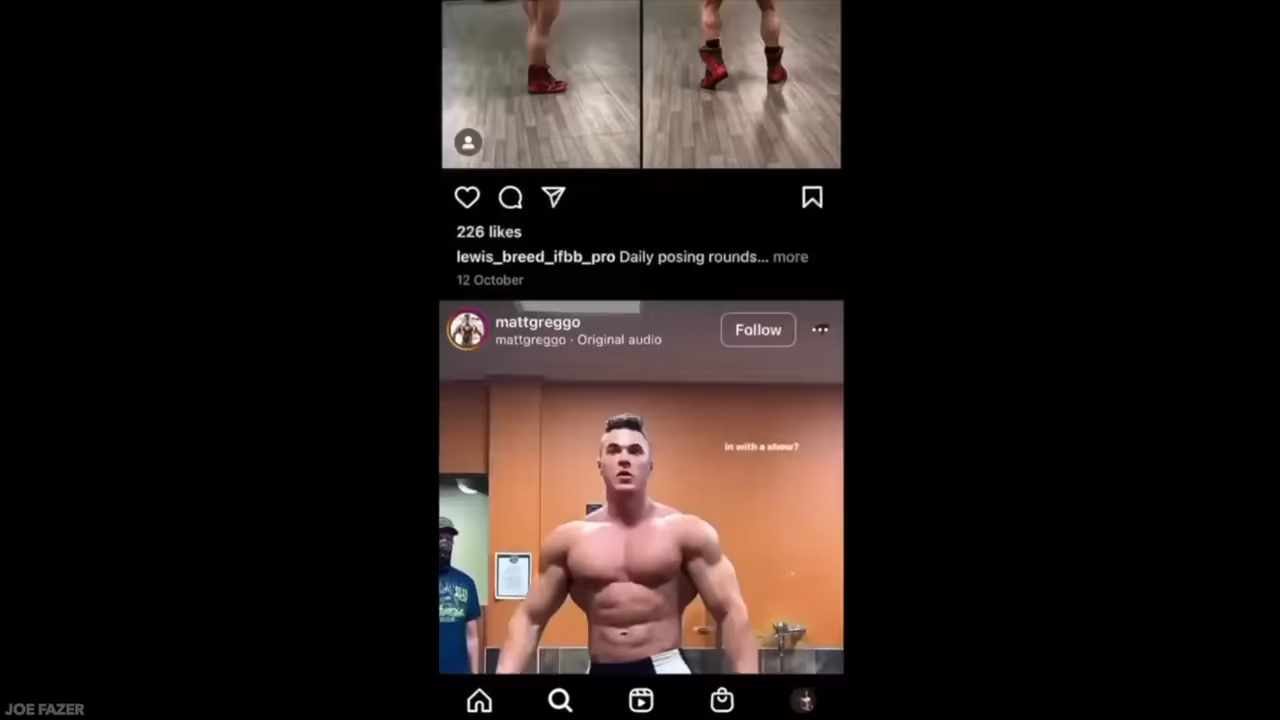 226 likes
lewis_breed_ifbb_pro Daily posing rounds... more
12 October
mattgreggo
mattgreggo · Original audio
Follow
in with a show?
JOE FAZER